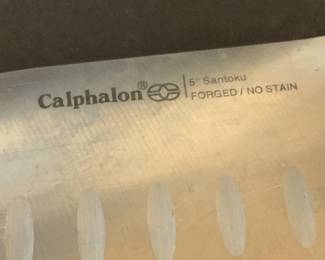 Calphalon® 5" Santoku
FORGED / NO STAIN